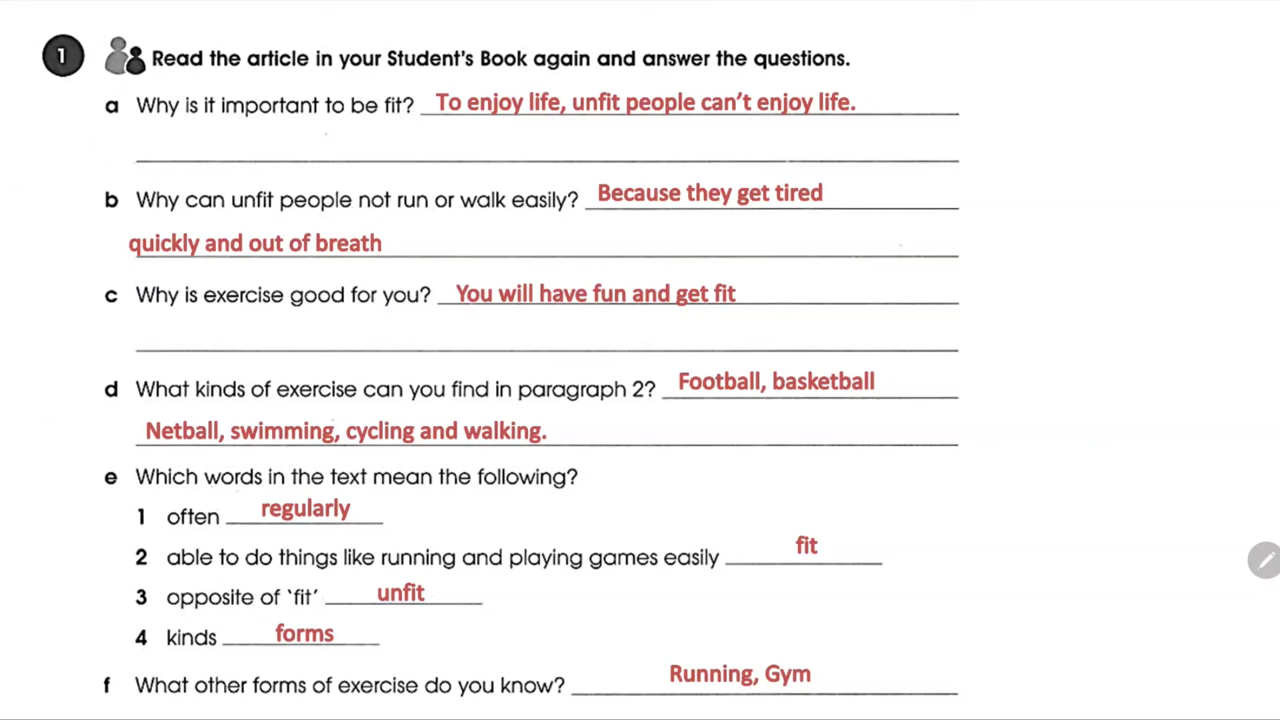 1 Read the article in your Student's Book again and answer the questions.
a Why is it important to be fit? To enjoy life, unfit people can't enjoy life.
b Why can unfit people not run or walk easily? Because they get tired
quickly and out of breath
c Why is exercise good for you? You will have fun and get fit
d What kinds of exercise can you find in paragraph 2? Football, basketball
Netball, swimming, cycling and walking.
e Which words in the text mean the following?
1 often regularly
2 able to do things like running and playing games easily fit
3 opposite of 'fit' unfit
4 kinds forms
f What other forms of exercise do you know? Running, Gym